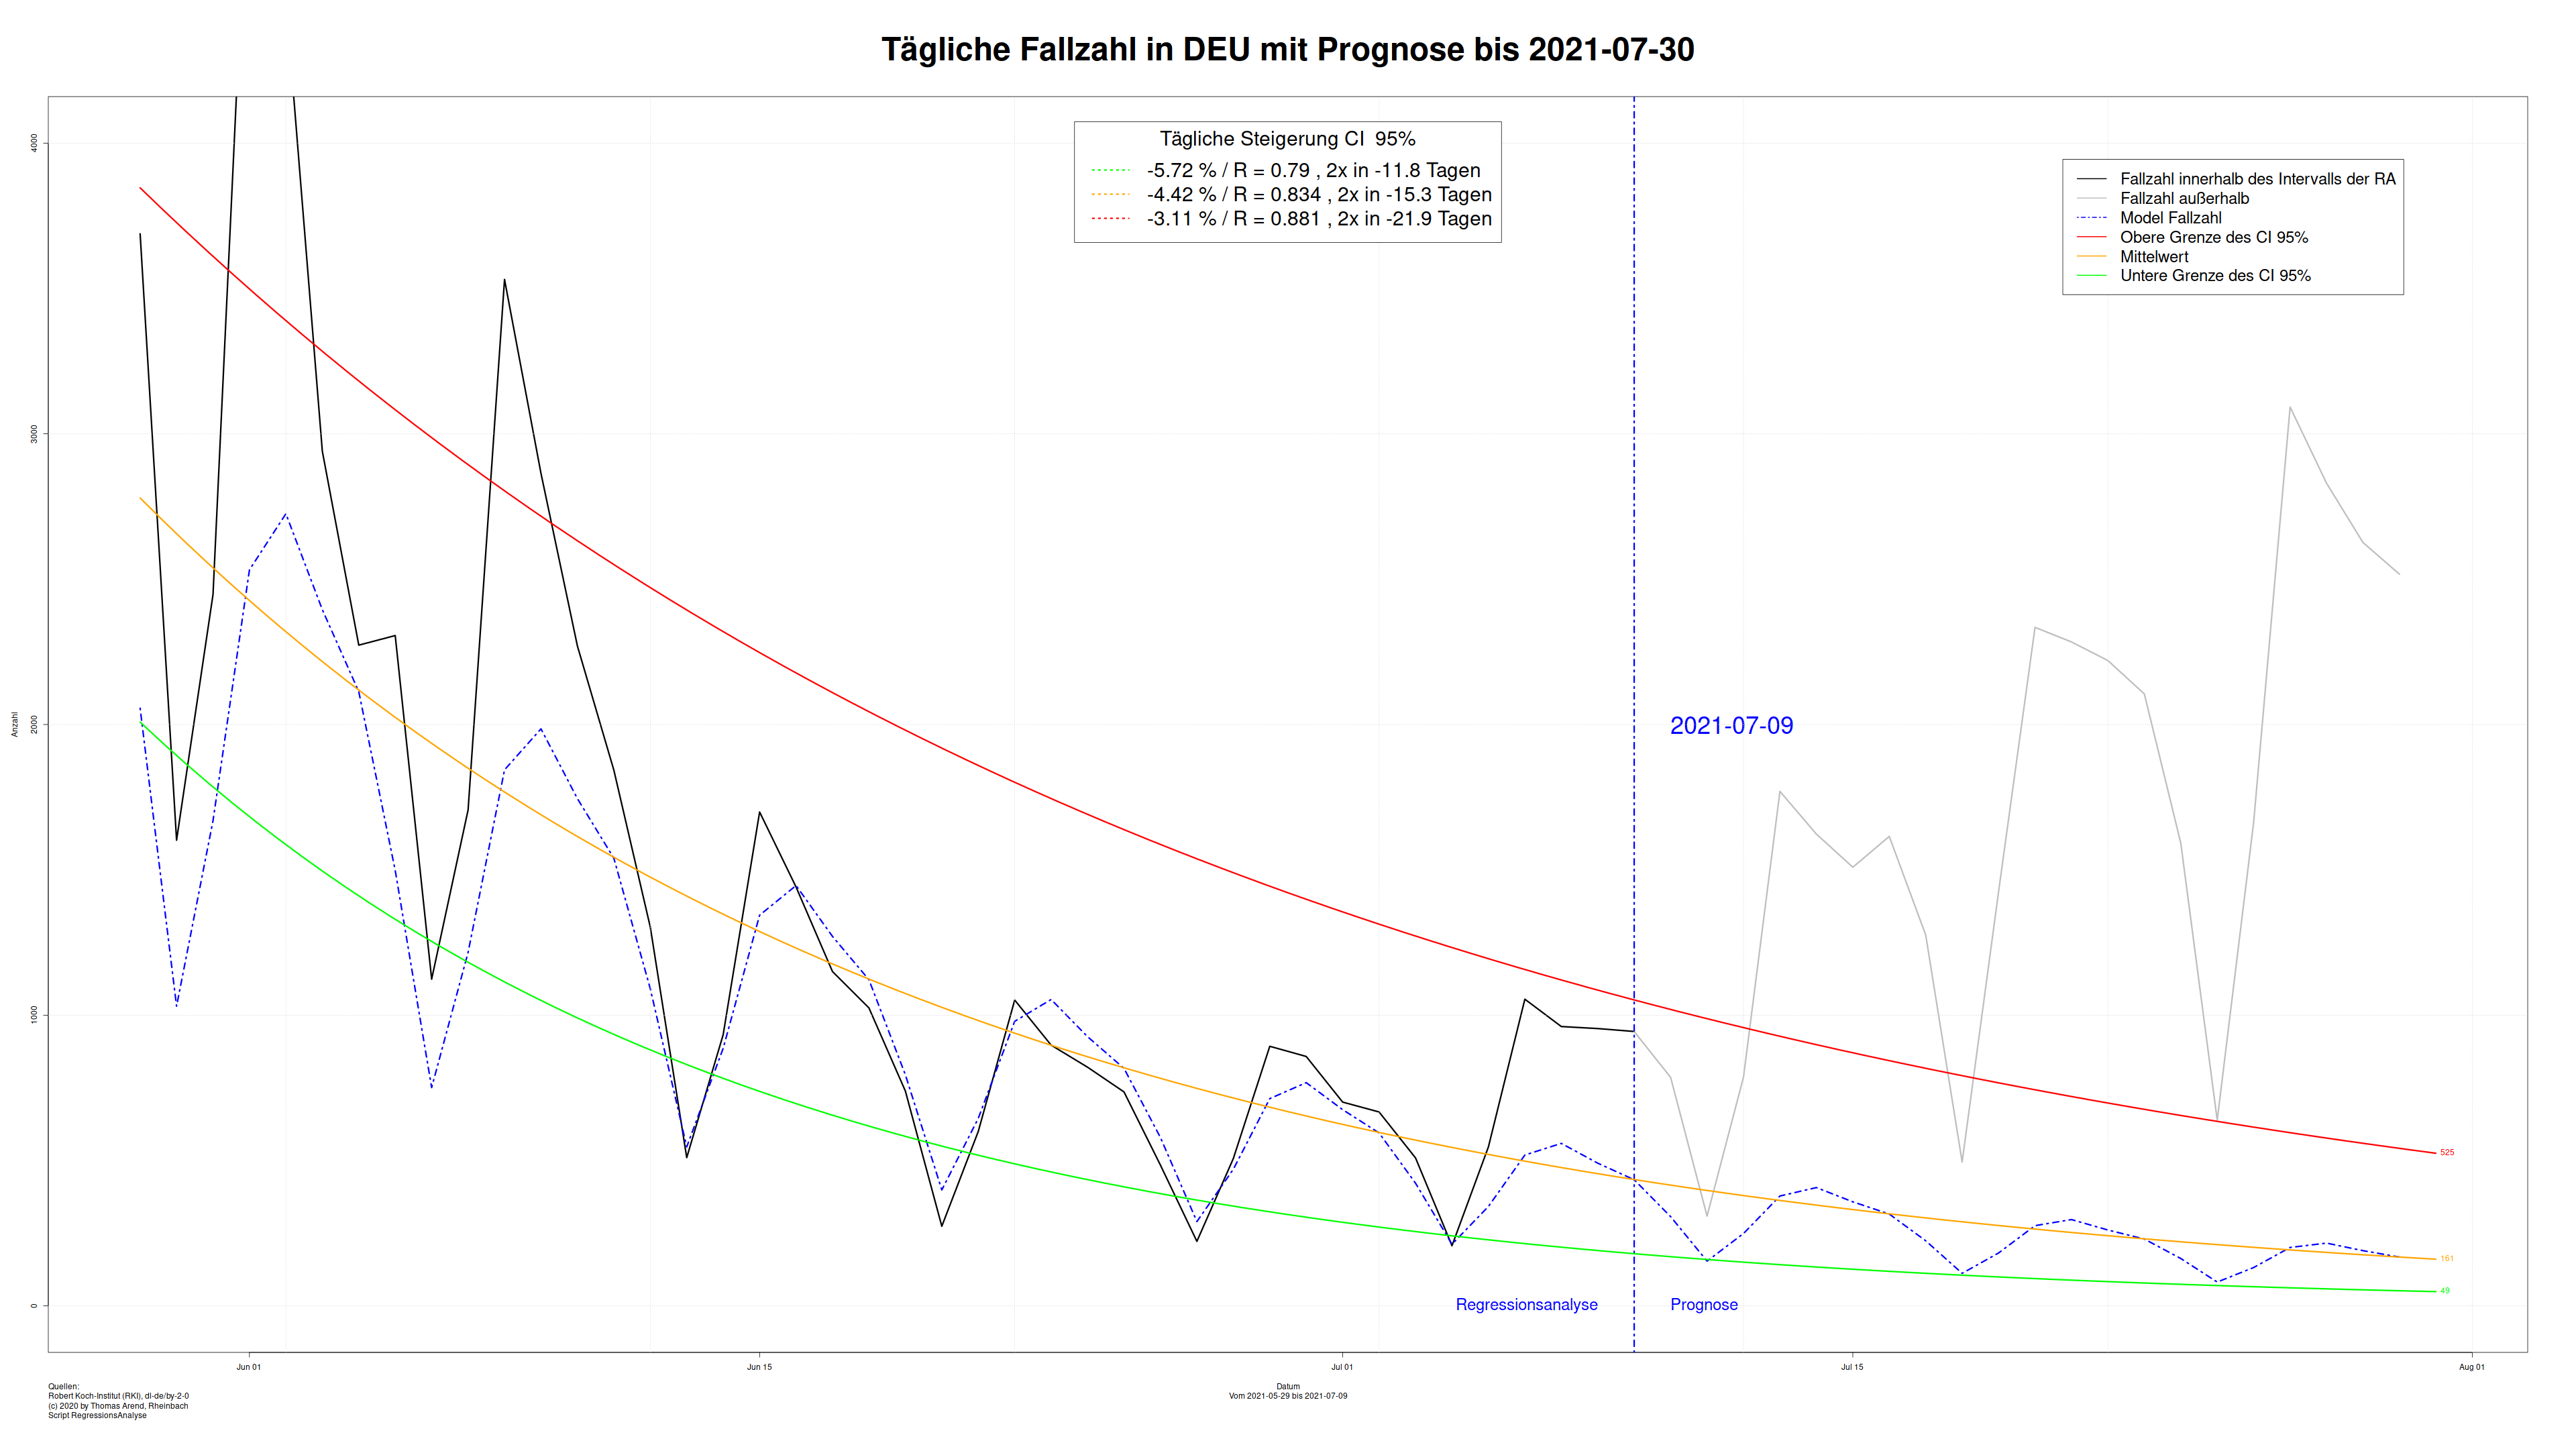 Tägliche Fallzahl in DEU mit Prognose bis 2021-07-30
Tägliche Steigerung CI 95%
-5.72 % / R = 0.79 , 2x in -11.8 Tagen
-4.42 % / R = 0.834 , 2x in -15.3 Tagen
-3.11 % / R = 0.881 , 2x in -21.9 Tagen
Fallzahl innerhalb des Intervalls der RA
Fallzahl außerhalb
Model Fallzahl
Obere Grenze des CI 95%
Mittelwert
Untere Grenze des CI 95%
4000
3000
2000
1000
0
Anzahl
2021-07-09
525
161
49
Regressionsanalyse
Prognose
Jun 01
Jun 15
Jul 01
Jul 15
Aug 01
Datum
Vom 2021-05-29 bis 2021-07-09
Quellen:
Robert Koch-Institut (RKI), dl-de/by-2-0
(c) 2020 by Thomas Arend, Rheinbach
Script RegressionsAnalyse